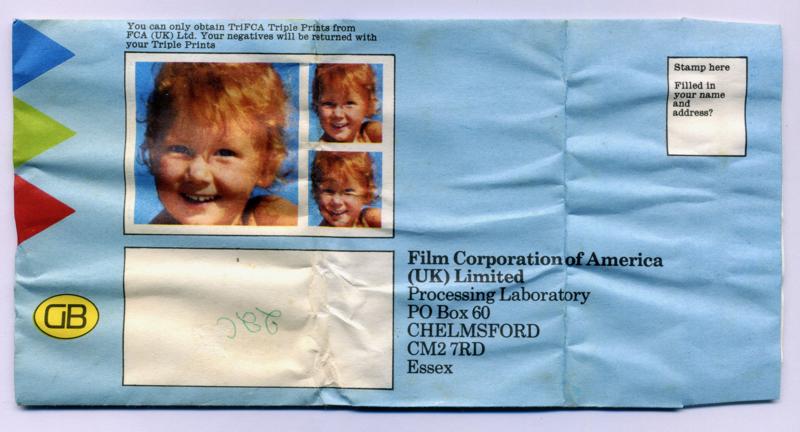 You can only obtain TriFCA Triple Prints from
FCA (UK) Ltd. Your negatives will be returned with
your Triple Prints
Stamp here
Filled in
your name
and
address?
Film Corporation of America
(UK) Limited
Processing Laboratory
PO Box 60
CHELMSFORD
CM2 7RD
Essex
GB